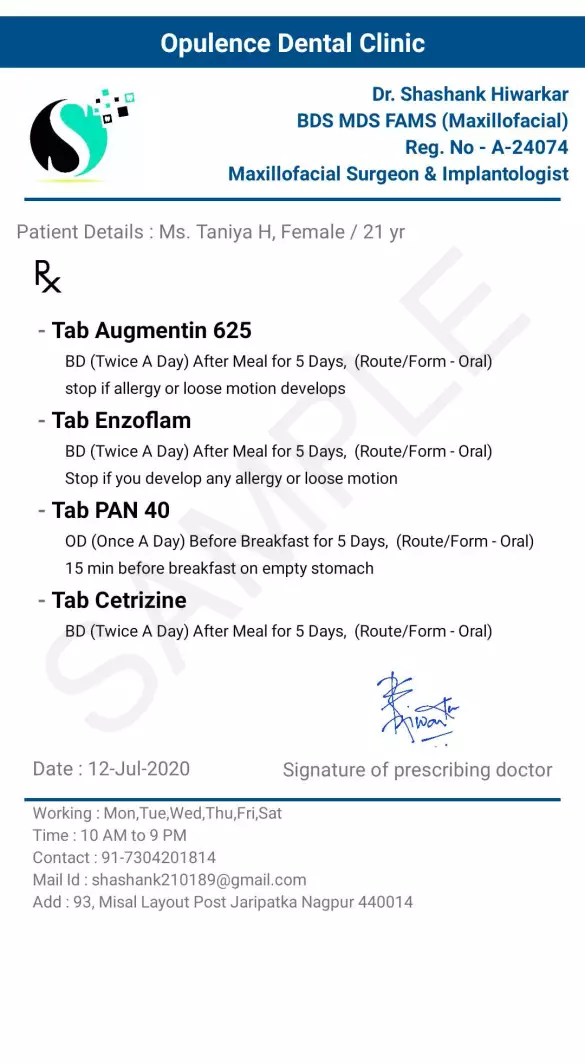 Opulence Dental Clinic
Dr. Shashank Hiwarkar
BDS MDS FAMS (Maxillofacial)
Reg. No - A-24074
Maxillofacial Surgeon & Implantologist
Patient Details : Ms. Taniya H, Female / 21 yr
Rx
- Tab Augmentin 625
BD (Twice A Day) After Meal for 5 Days,  (Route/Form - Oral)
stop if allergy or loose motion develops
- Tab Enzoflam
BD (Twice A Day) After Meal for 5 Days,  (Route/Form - Oral)
Stop if you develop any allergy or loose motion
- Tab PAN 40
OD (Once A Day) Before Breakfast for 5 Days,  (Route/Form - Oral)
15 min before breakfast on empty stomach
- Tab Cetrizine
BD (Twice A Day) After Meal for 5 Days,  (Route/Form - Oral)
SAMPLE
Date : 12-Jul-2020
Signature of prescribing doctor
Working : Mon,Tue,Wed,Thu,Fri,Sat
Time : 10 AM to 9 PM
Contact : 91-7304201814
Mail Id : shashank210189@gmail.com
Add : 93, Misal Layout Post Jaripatka Nagpur 440014